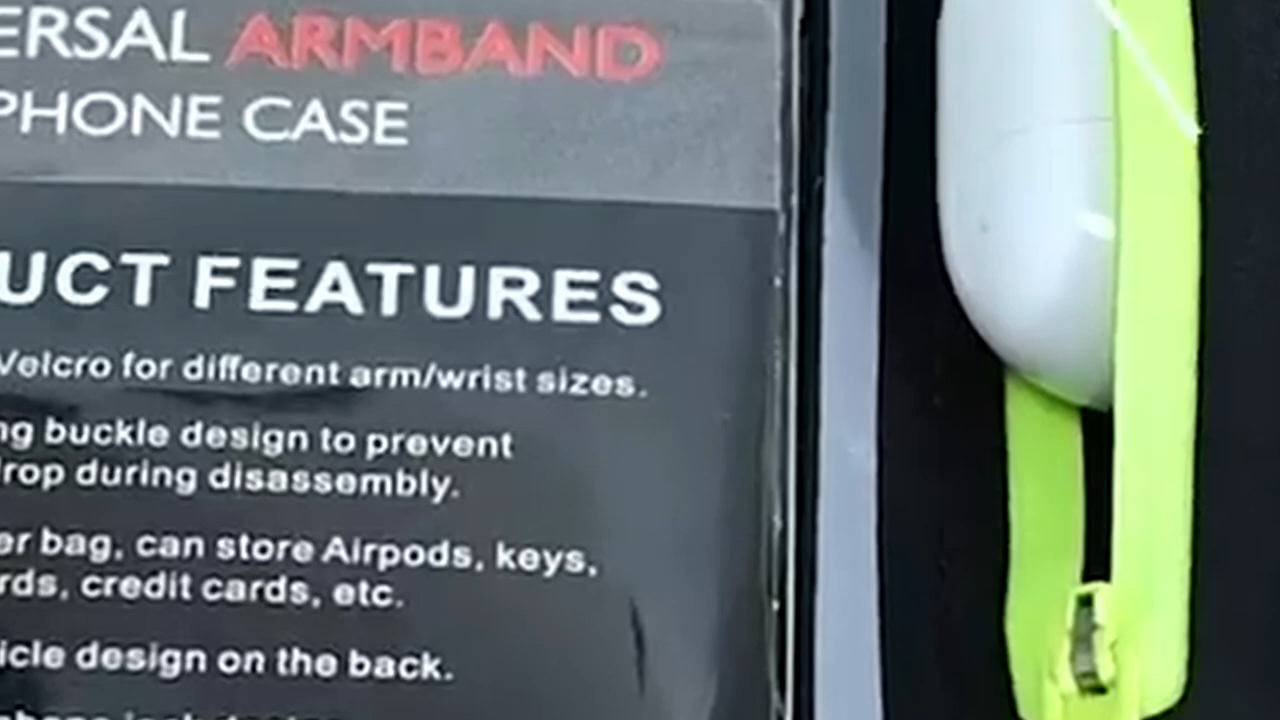 ERSAL ARMBAND
PHONE CASE
UCT FEATURES
Velcro for different arm/wrist sizes.
ng buckle design to prevent
drop during disassembly.
er bag, can store Airpods, keys,
rds, credit cards, etc.
icle design on the back.